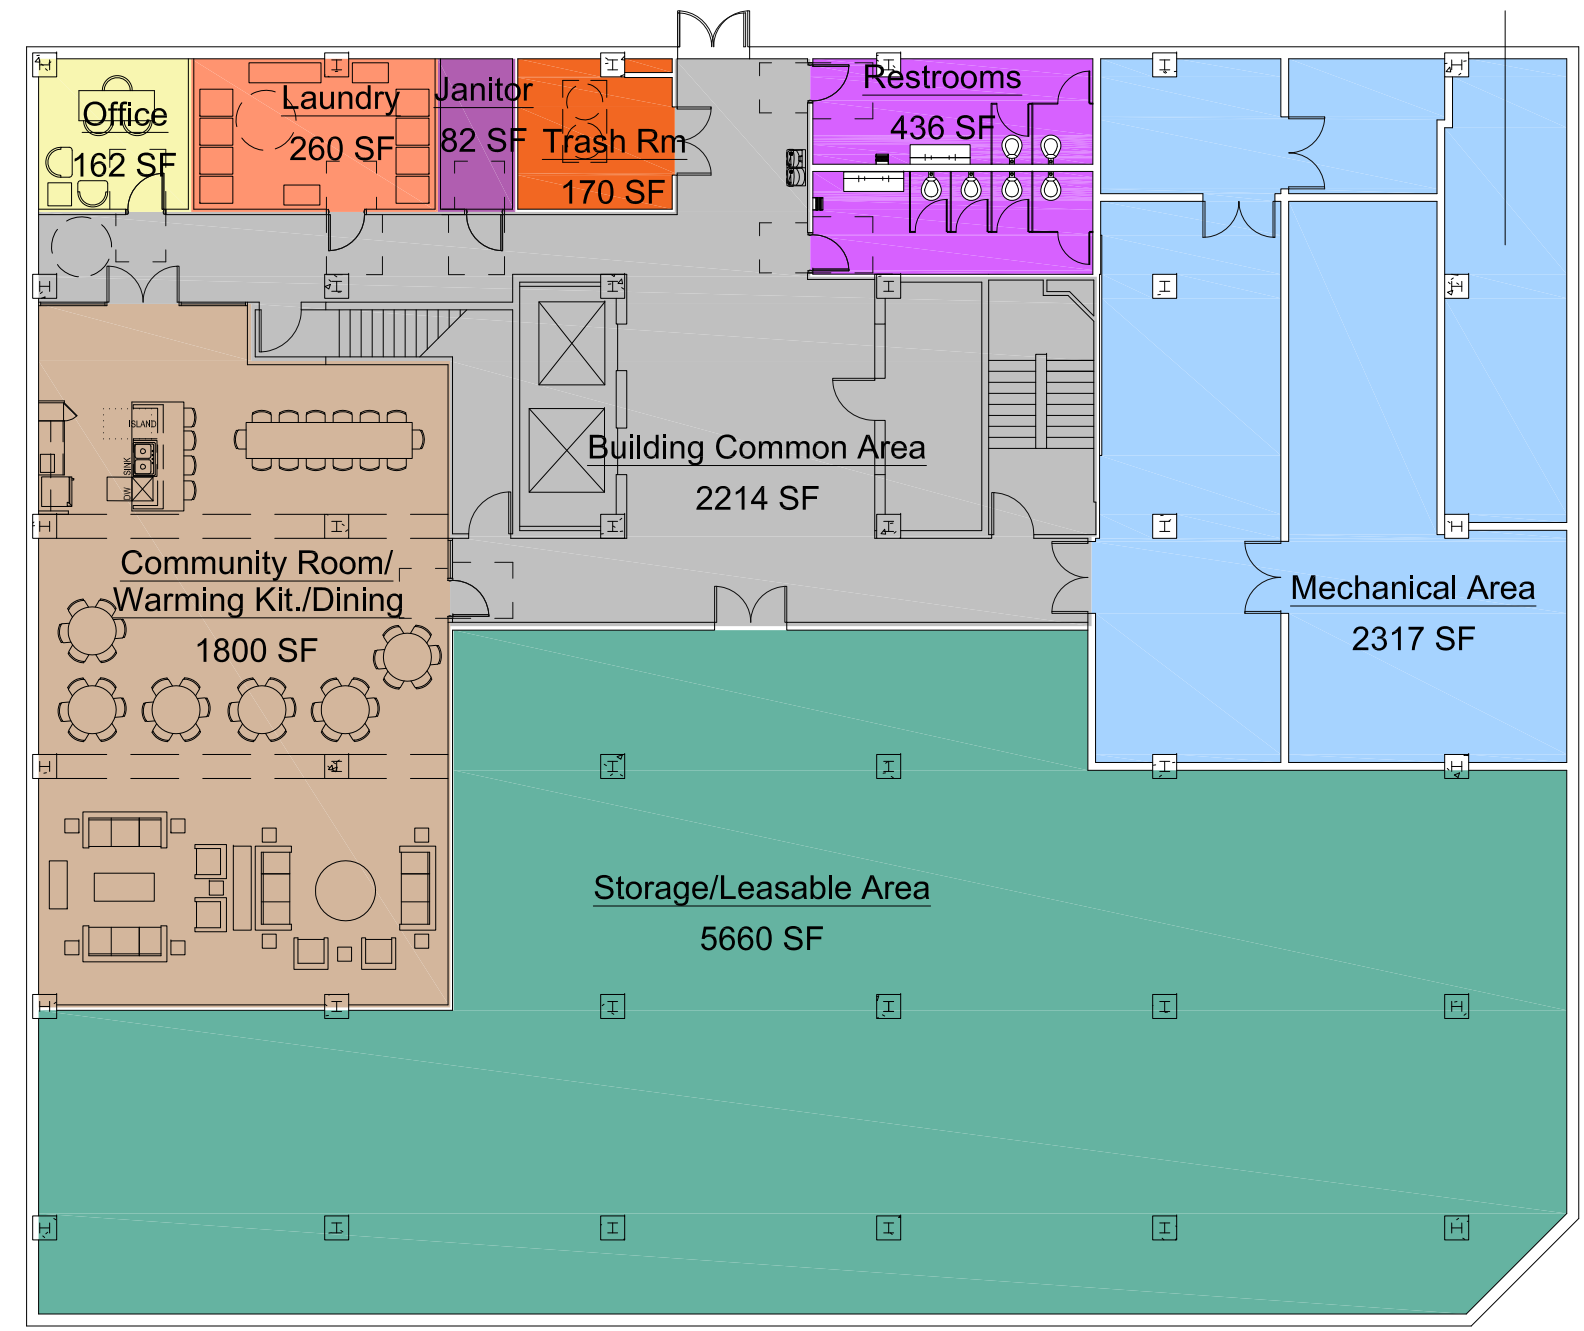 Office
162 SF
Laundry
260 SF
Janitor
82 SF
Trash Rm
170 SF
Restrooms
436 SF
ISLAND
SINK
DW
Building Common Area
2214 SF
Community Room/
Warming Kit./Dining
1800 SF
Mechanical Area
2317 SF
Storage/Leasable Area
5660 SF